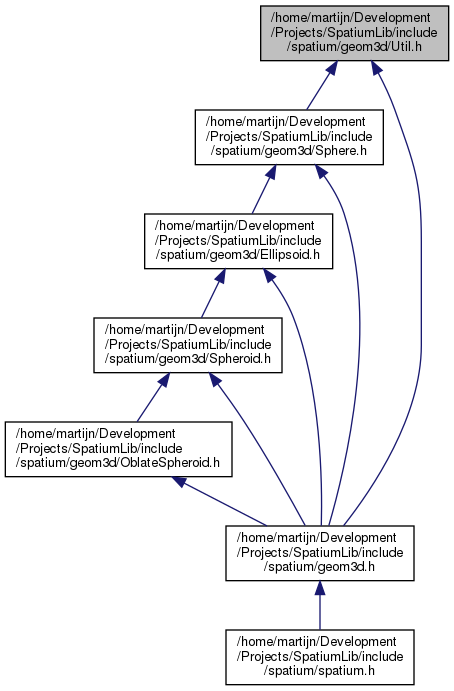 /home/martijn/Development
/Projects/SpatiumLib/include
/spatium/geom3d/Util.h
/home/martijn/Development
/Projects/SpatiumLib/include
/spatium/geom3d/Sphere.h
/home/martijn/Development
/Projects/SpatiumLib/include
/spatium/geom3d/Ellipsoid.h
/home/martijn/Development
/Projects/SpatiumLib/include
/spatium/geom3d/Spheroid.h
/home/martijn/Development
/Projects/SpatiumLib/include
/spatium/geom3d/OblateSpheroid.h
/home/martijn/Development
/Projects/SpatiumLib/include
/spatium/geom3d.h
/home/martijn/Development
/Projects/SpatiumLib/include
/spatium/spatium.h